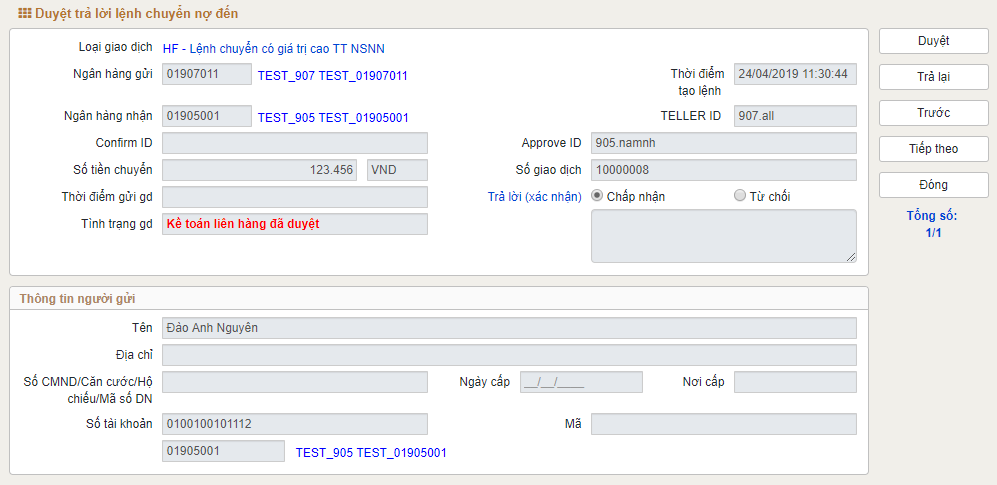 Duyệt trả lời lệnh chuyển nợ đến
Loại giao dịch HF - Lệnh chuyển có giá trị cao TT NSNN
Ngân hàng gửi 01907011 TEST_907 TEST_01907011 Thời điểm tạo lệnh 24/04/2019 11:30:44
Ngân hàng nhận 01905001 TEST_905 TEST_01905001 TELLER ID 907.all
Confirm ID Approve ID 905.namnh
Số tiền chuyển 123.456 VND Số giao dịch 10000008
Thời điểm gửi gd Trả lời (xác nhận) Chấp nhận Từ chối
Tình trạng gd Kế toán liên hàng đã duyệt
Duyệt
Trả lại
Trước
Tiếp theo
Đóng
Tổng số:
1/1
Thông tin người gửi
Tên Đào Anh Nguyên
Địa chỉ
Số CMND/Căn cước/Hộ chiếu/Mã số DN Ngày cấp __/__/____ Nơi cấp
Số tài khoản 0100100101112 Mã
01905001 TEST_905 TEST_01905001